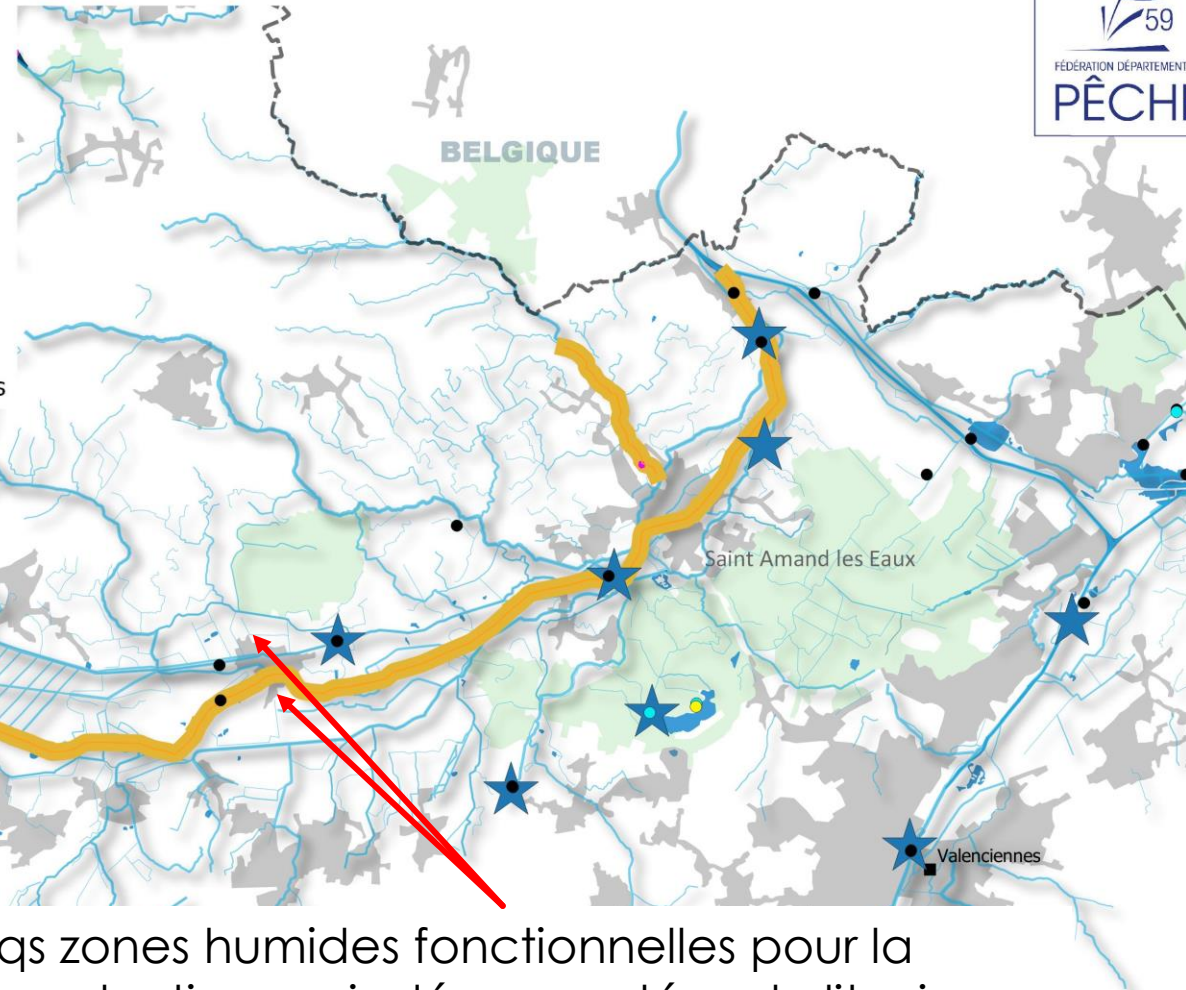 59
FÉDÉRATION DÉPARTEMENT
PÊCHE
BELGIQUE
s
Saint Amand les Eaux
Valenciennes
qs zones humides fonctionnelles pour la